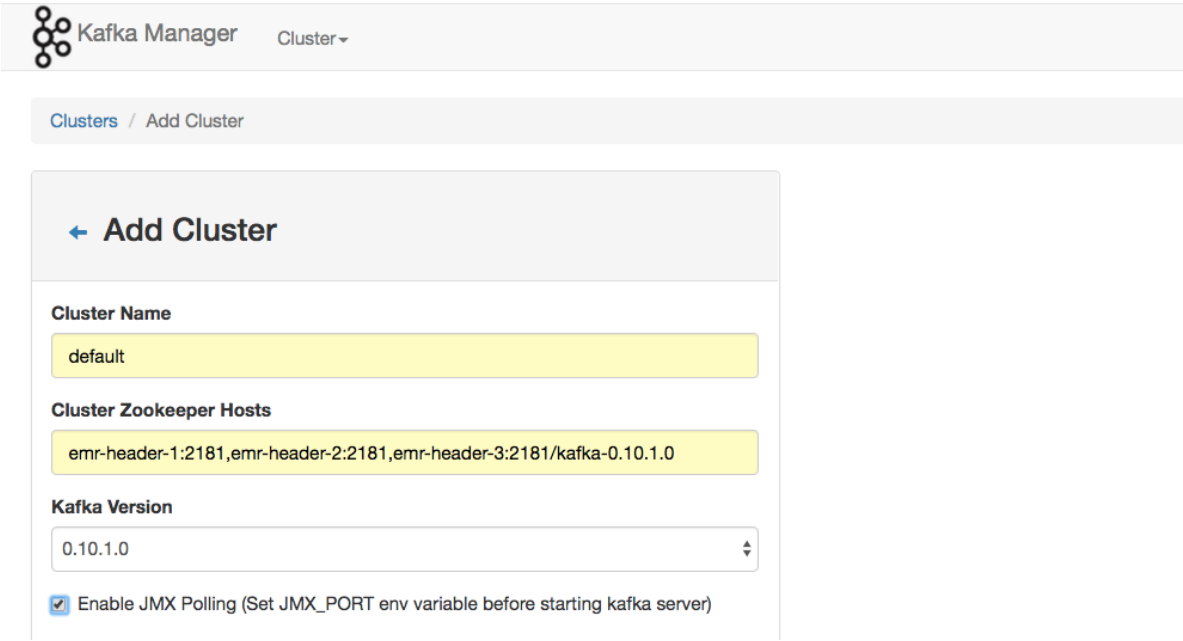 Kafka Manager Cluster
Clusters / Add Cluster
Add Cluster
Cluster Name
default
Cluster Zookeeper Hosts
emr-header-1:2181,emr-header-2:2181,emr-header-3:2181/kafka-0.10.1.0
Kafka Version
0.10.1.0
Enable JMX Polling (Set JMX_PORT env variable before starting kafka server)